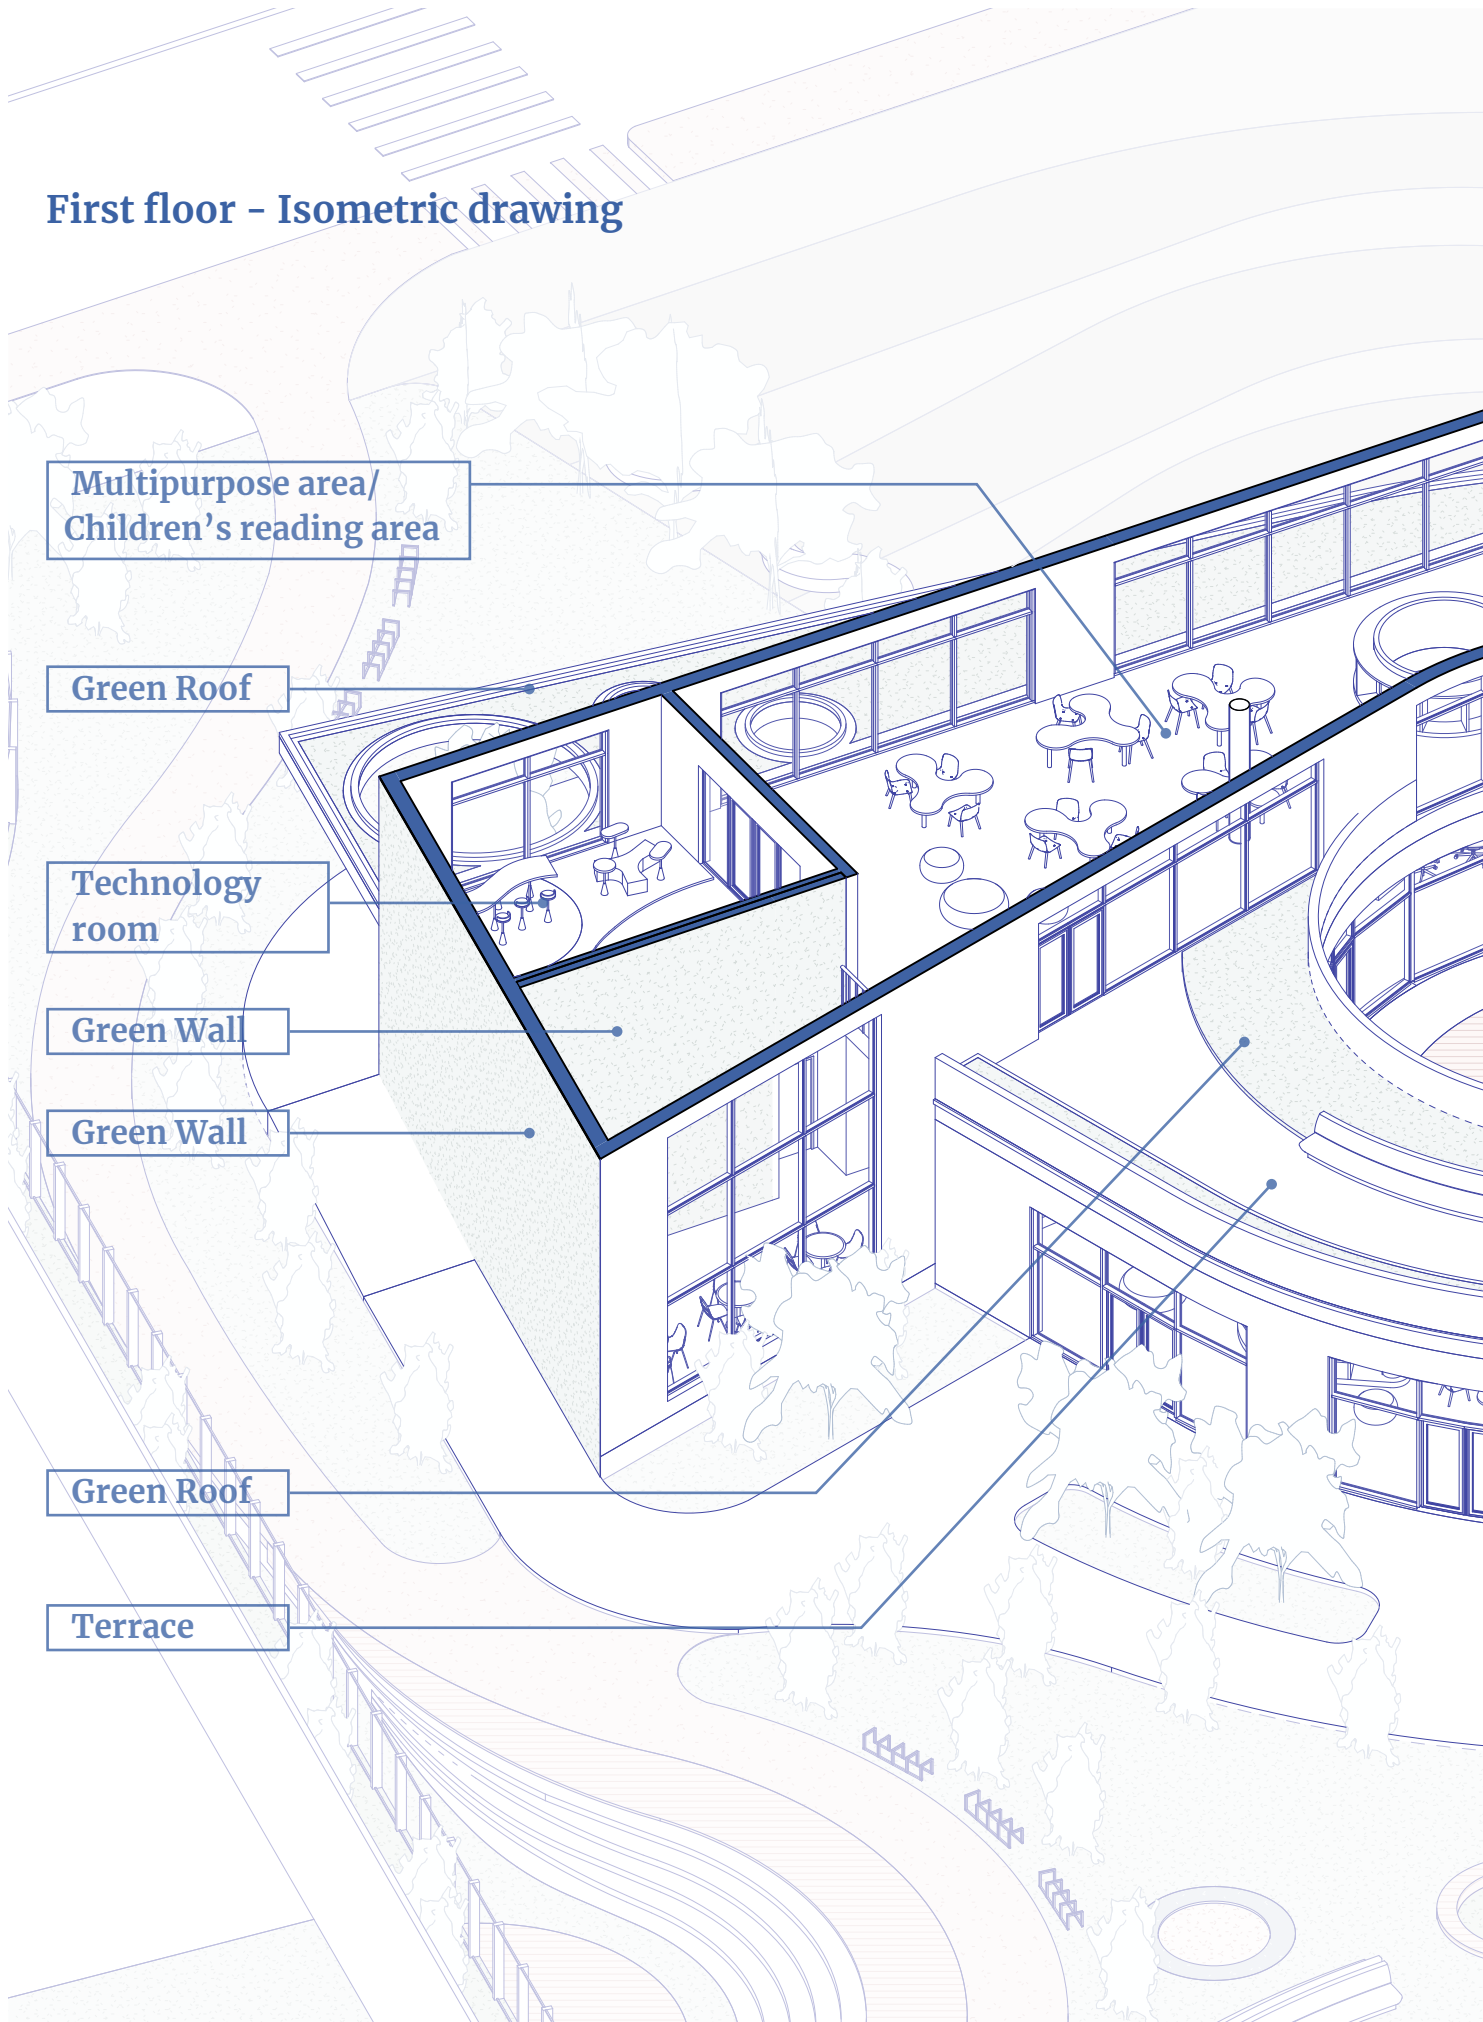 First floor - Isometric drawing
Multipurpose area/
Children’s reading area
Green Roof
Technology
room
Green Wall
Green Wall
Green Roof
Terrace